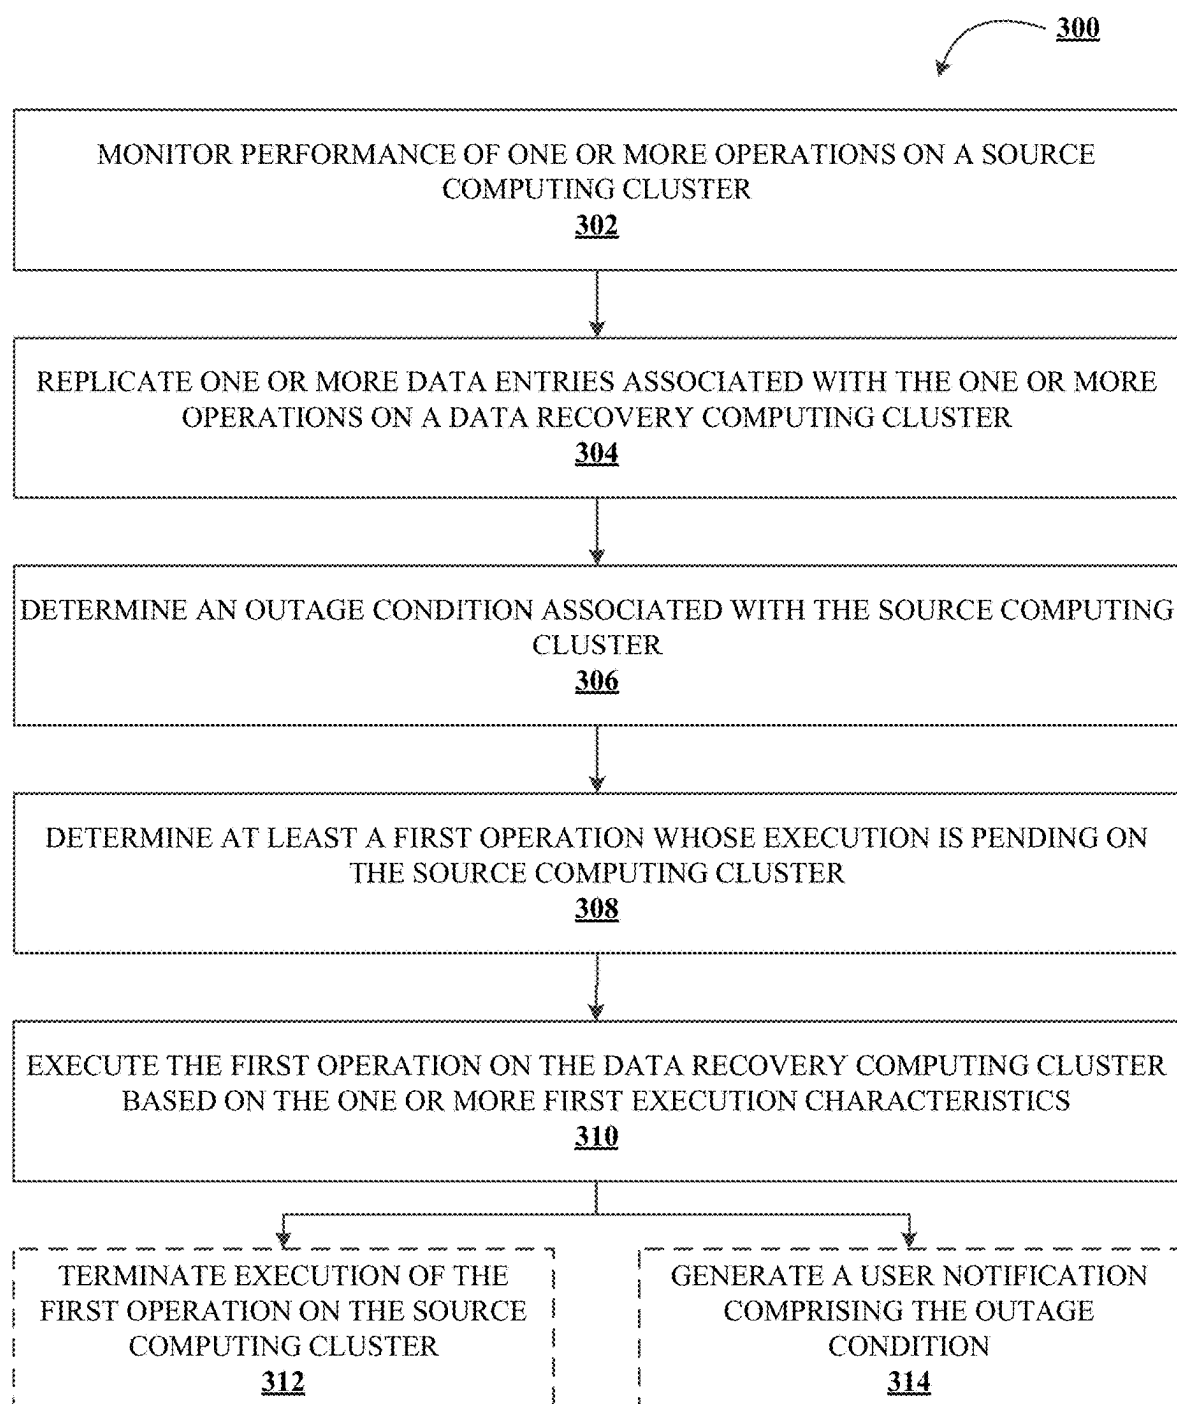 300
MONITOR PERFORMANCE OF ONE OR MORE OPERATIONS ON A SOURCE
COMPUTING CLUSTER
302
REPLICATE ONE OR MORE DATA ENTRIES ASSOCIATED WITH THE ONE OR MORE
OPERATIONS ON A DATA RECOVERY COMPUTING CLUSTER
304
DETERMINE AN OUTAGE CONDITION ASSOCIATED WITH THE SOURCE COMPUTING
CLUSTER
306
DETERMINE AT LEAST A FIRST OPERATION WHOSE EXECUTION IS PENDING ON
THE SOURCE COMPUTING CLUSTER
308
EXECUTE THE FIRST OPERATION ON THE DATA RECOVERY COMPUTING CLUSTER
BASED ON THE ONE OR MORE FIRST EXECUTION CHARACTERISTICS
310
TERMINATE EXECUTION OF THE
FIRST OPERATION ON THE SOURCE
COMPUTING CLUSTER
312
GENERATE A USER NOTIFICATION
COMPRISING THE OUTAGE
CONDITION
314